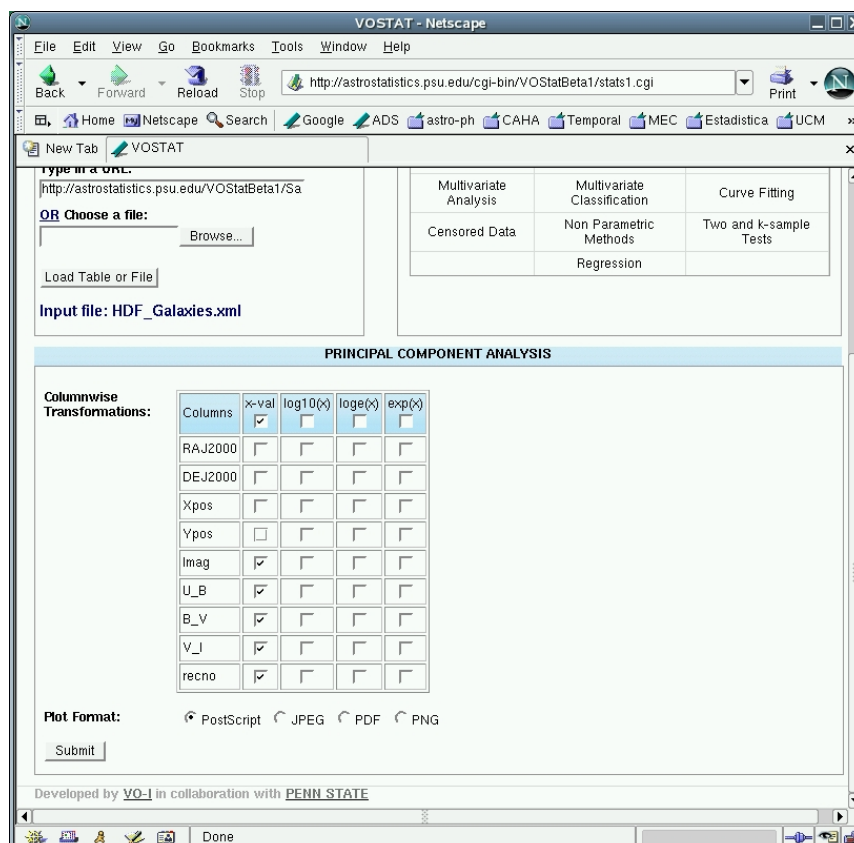 VOSTAT - Netscape
File Edit View Go Bookmarks Tools Window Help
Back Forward Reload Stop http://astrostatistics.psu.edu/cgi-bin/VOStatBeta1/stats1.cgi Print
Home Netscape Search Google ADS astro-ph CAHA Temporal MEC Estadistica UCM »
New Tab VOSTAT
Type in a URL:
http://astrostatistics.psu.edu/VOStatBeta1/Sa
OR Choose a file:
Browse...
Load Table or File
Input file: HDF_Galaxies.xml
Multivariate Analysis Multivariate Classification Curve Fitting
Censored Data Non Parametric Methods Two and k-sample Tests
Regression
PRINCIPAL COMPONENT ANALYSIS
Columnwise Transformations:
Columns x-val log10(x) loge(x) exp(x)
RAJ2000
DEJ2000
Xpos
Ypos
Imag
U_B
B_V
V_I
recno
Plot Format: PostScript JPEG PDF PNG
Submit
Developed by VO-I in collaboration with PENN STATE
Done